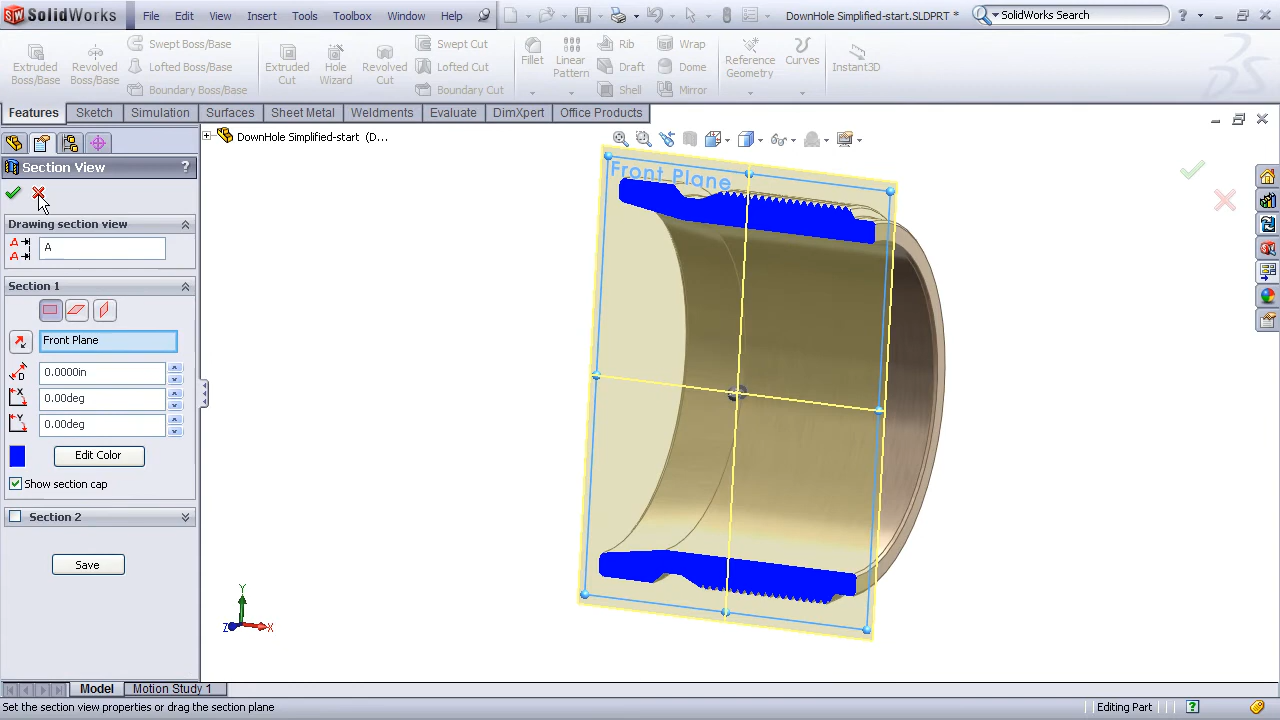 SolidWorks
File Edit View Insert Tools Toolbox Window Help
DownHole Simplified-start.SLDPRT *
SolidWorks Search
Extruded Boss/Base
Revolved Boss/Base
Swept Boss/Base
Lofted Boss/Base
Boundary Boss/Base
Extruded Cut
Hole Wizard
Revolved Cut
Swept Cut
Lofted Cut
Boundary Cut
Fillet
Linear Pattern
Rib
Draft
Shell
Wrap
Dome
Mirror
Reference Geometry
Curves
Instant3D
Features Sketch Simulation Surfaces Sheet Metal Weldments Evaluate DimXpert Office Products
DownHole Simplified-start (D...
Section View ?
Drawing section view
A
A
A
Section 1
Front Plane
0.0000in
0.00deg
0.00deg
Edit Color
Show section cap
Section 2
Save
Front Plane
Y
Z
X
Model Motion Study 1
Set the section view properties or drag the section plane
Editing Part